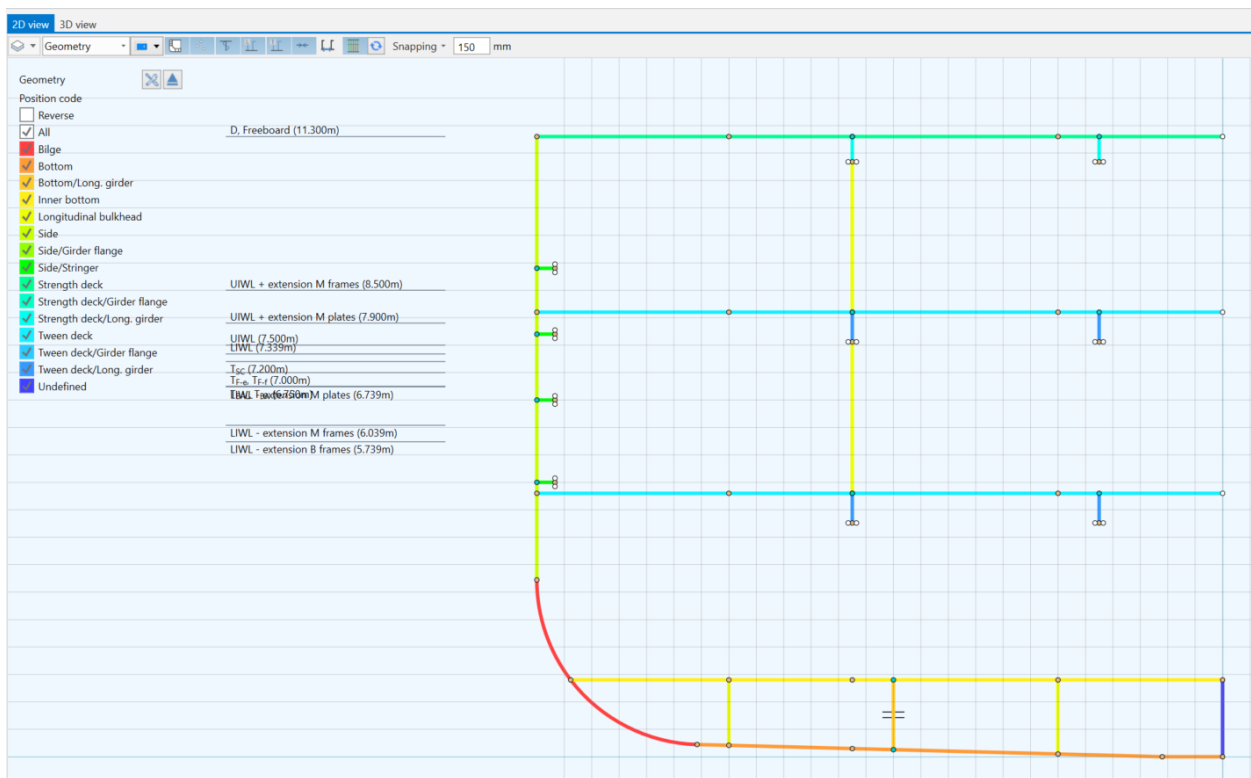 2D view 3D view
Geometry Snapping 150 mm
Geometry
Position code
Reverse
All
Bilge
Bottom
Bottom/Long. girder
Inner bottom
Longitudinal bulkhead
Side
Side/Girder flange
Side/Stringer
Strength deck
Strength deck/Girder flange
Strength deck/Long. girder
Tween deck
Tween deck/Girder flange
Tween deck/Long. girder
Undefined
D, Freeboard (11.300m)
UIWL + extension M frames (8.500m)
UIWL + extension M plates (7.900m)
UIWL (7.500m)
LIWL (7.339m)
TSC (7.200m)
TF-e, TF-f (7.000m)
extension M plates (6.739m)
LIWL - extension M frames (6.039m)
LIWL - extension B frames (5.739m)